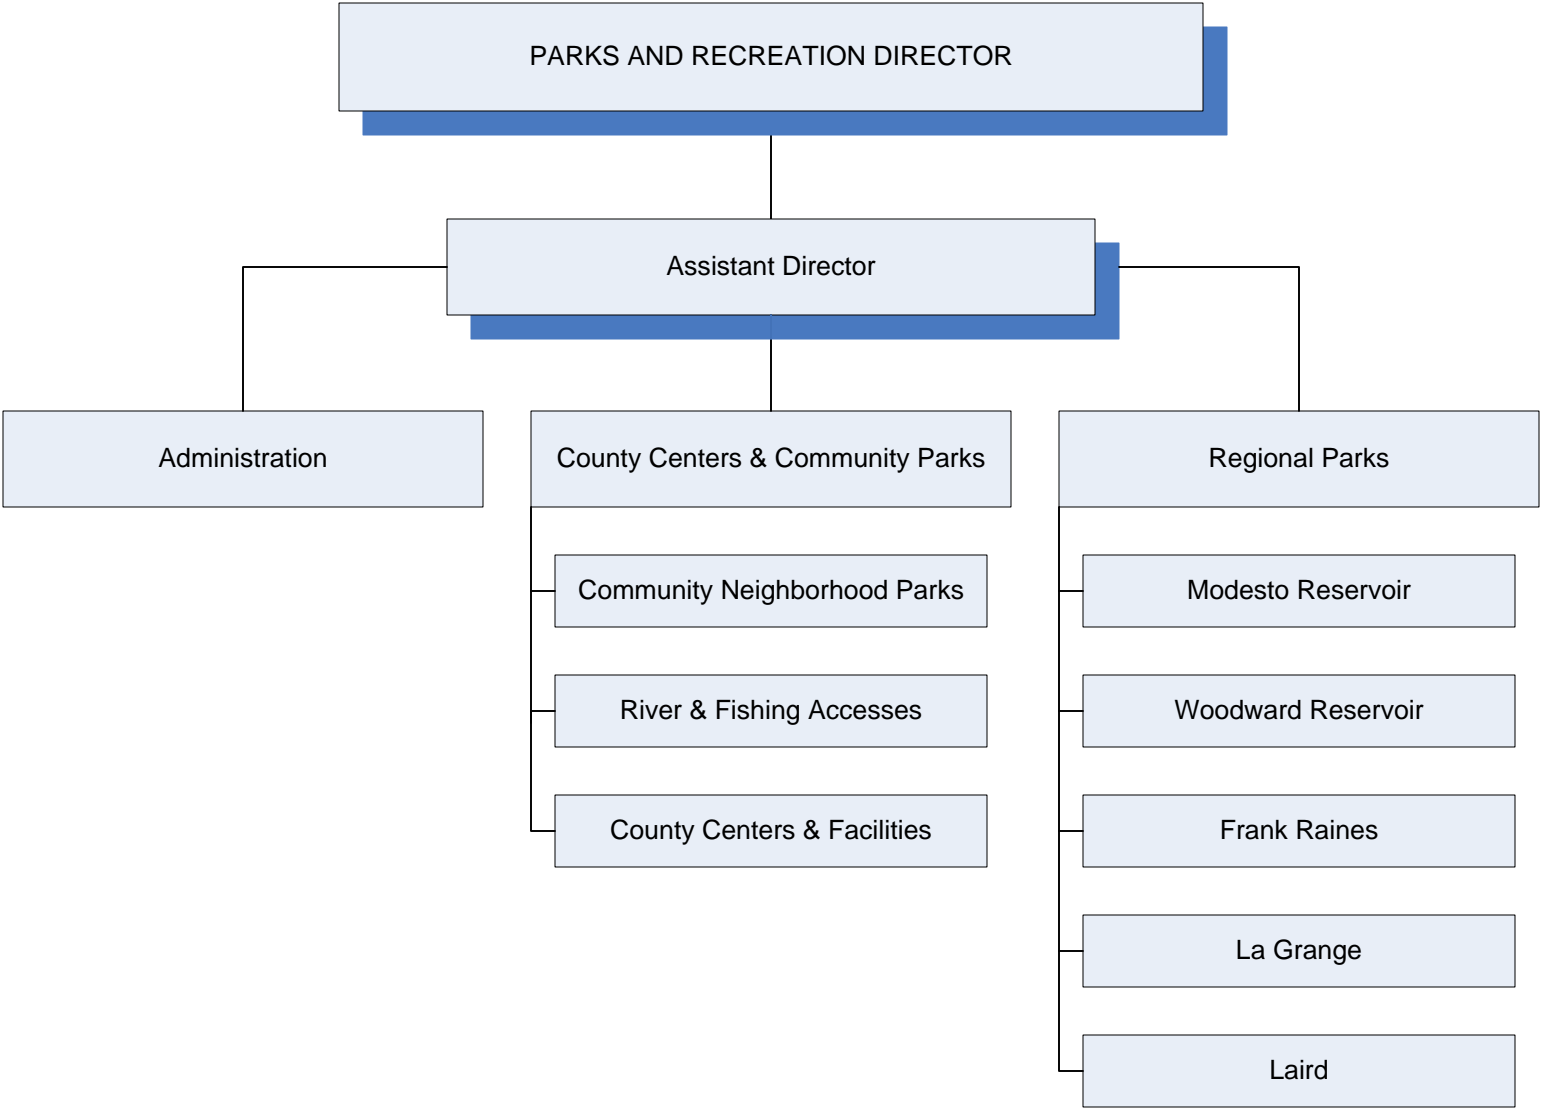 PARKS AND RECREATION DIRECTOR
Assistant Director
Administration
County Centers & Community Parks
Regional Parks
Community Neighborhood Parks
Modesto Reservoir
River & Fishing Accesses
Woodward Reservoir
County Centers & Facilities
Frank Raines
La Grange
Laird